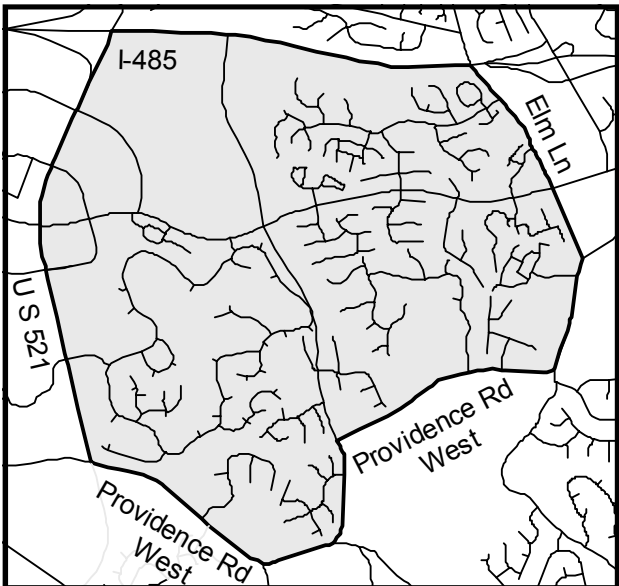 I-485
Elm Ln
U S 521
Providence Rd
West
Providence Rd
West